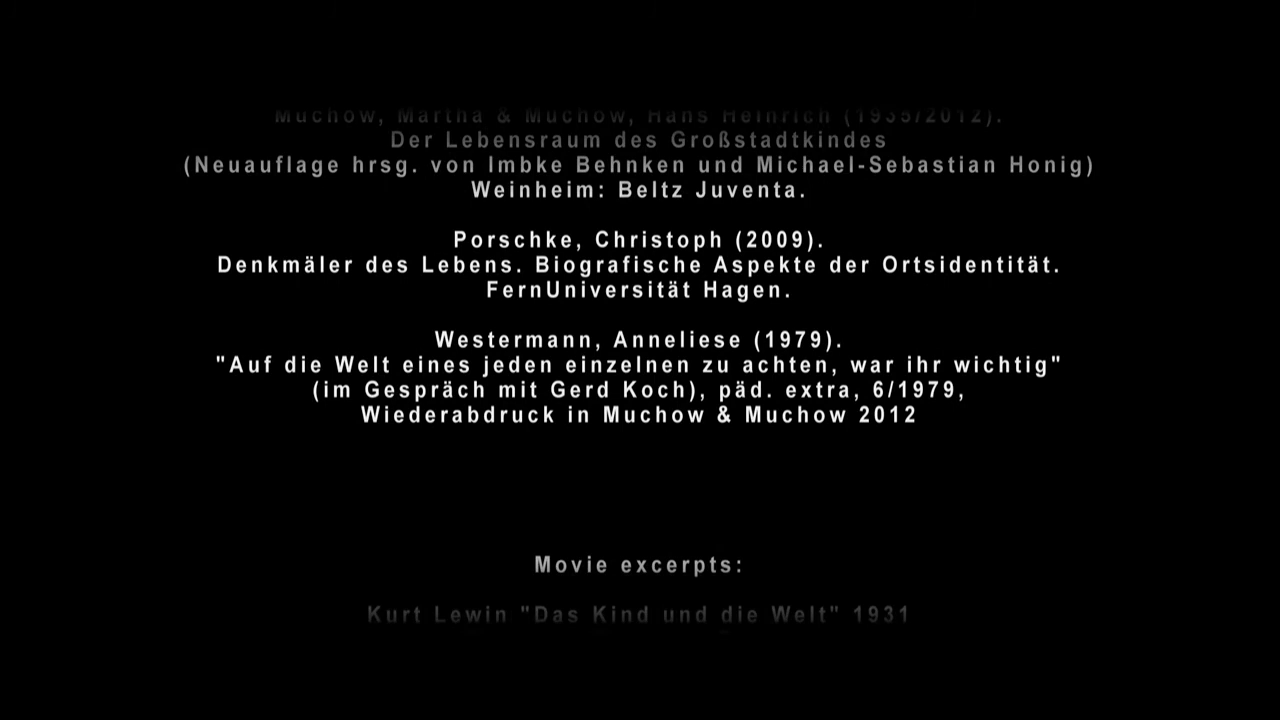 Muchow, Martha & Muchow, Hans Heinrich (1935/2012).
Der Lebensraum des Großstadtkindes
(Neuauflage hrsg. von Imbke Behnken und Michael-Sebastian Honig)
Weinheim: Beltz Juventa.
Porschke, Christoph (2009).
Denkmäler des Lebens. Biografische Aspekte der Ortsidentität.
FernUniversität Hagen.
Westermann, Anneliese (1979).
"Auf die Welt eines jeden einzelnen zu achten, war ihr wichtig"
(im Gespräch mit Gerd Koch), päd. extra, 6/1979,
Wiederabdruck in Muchow & Muchow 2012
Movie excerpts:
Kurt Lewin "Das Kind und die Welt" 1931